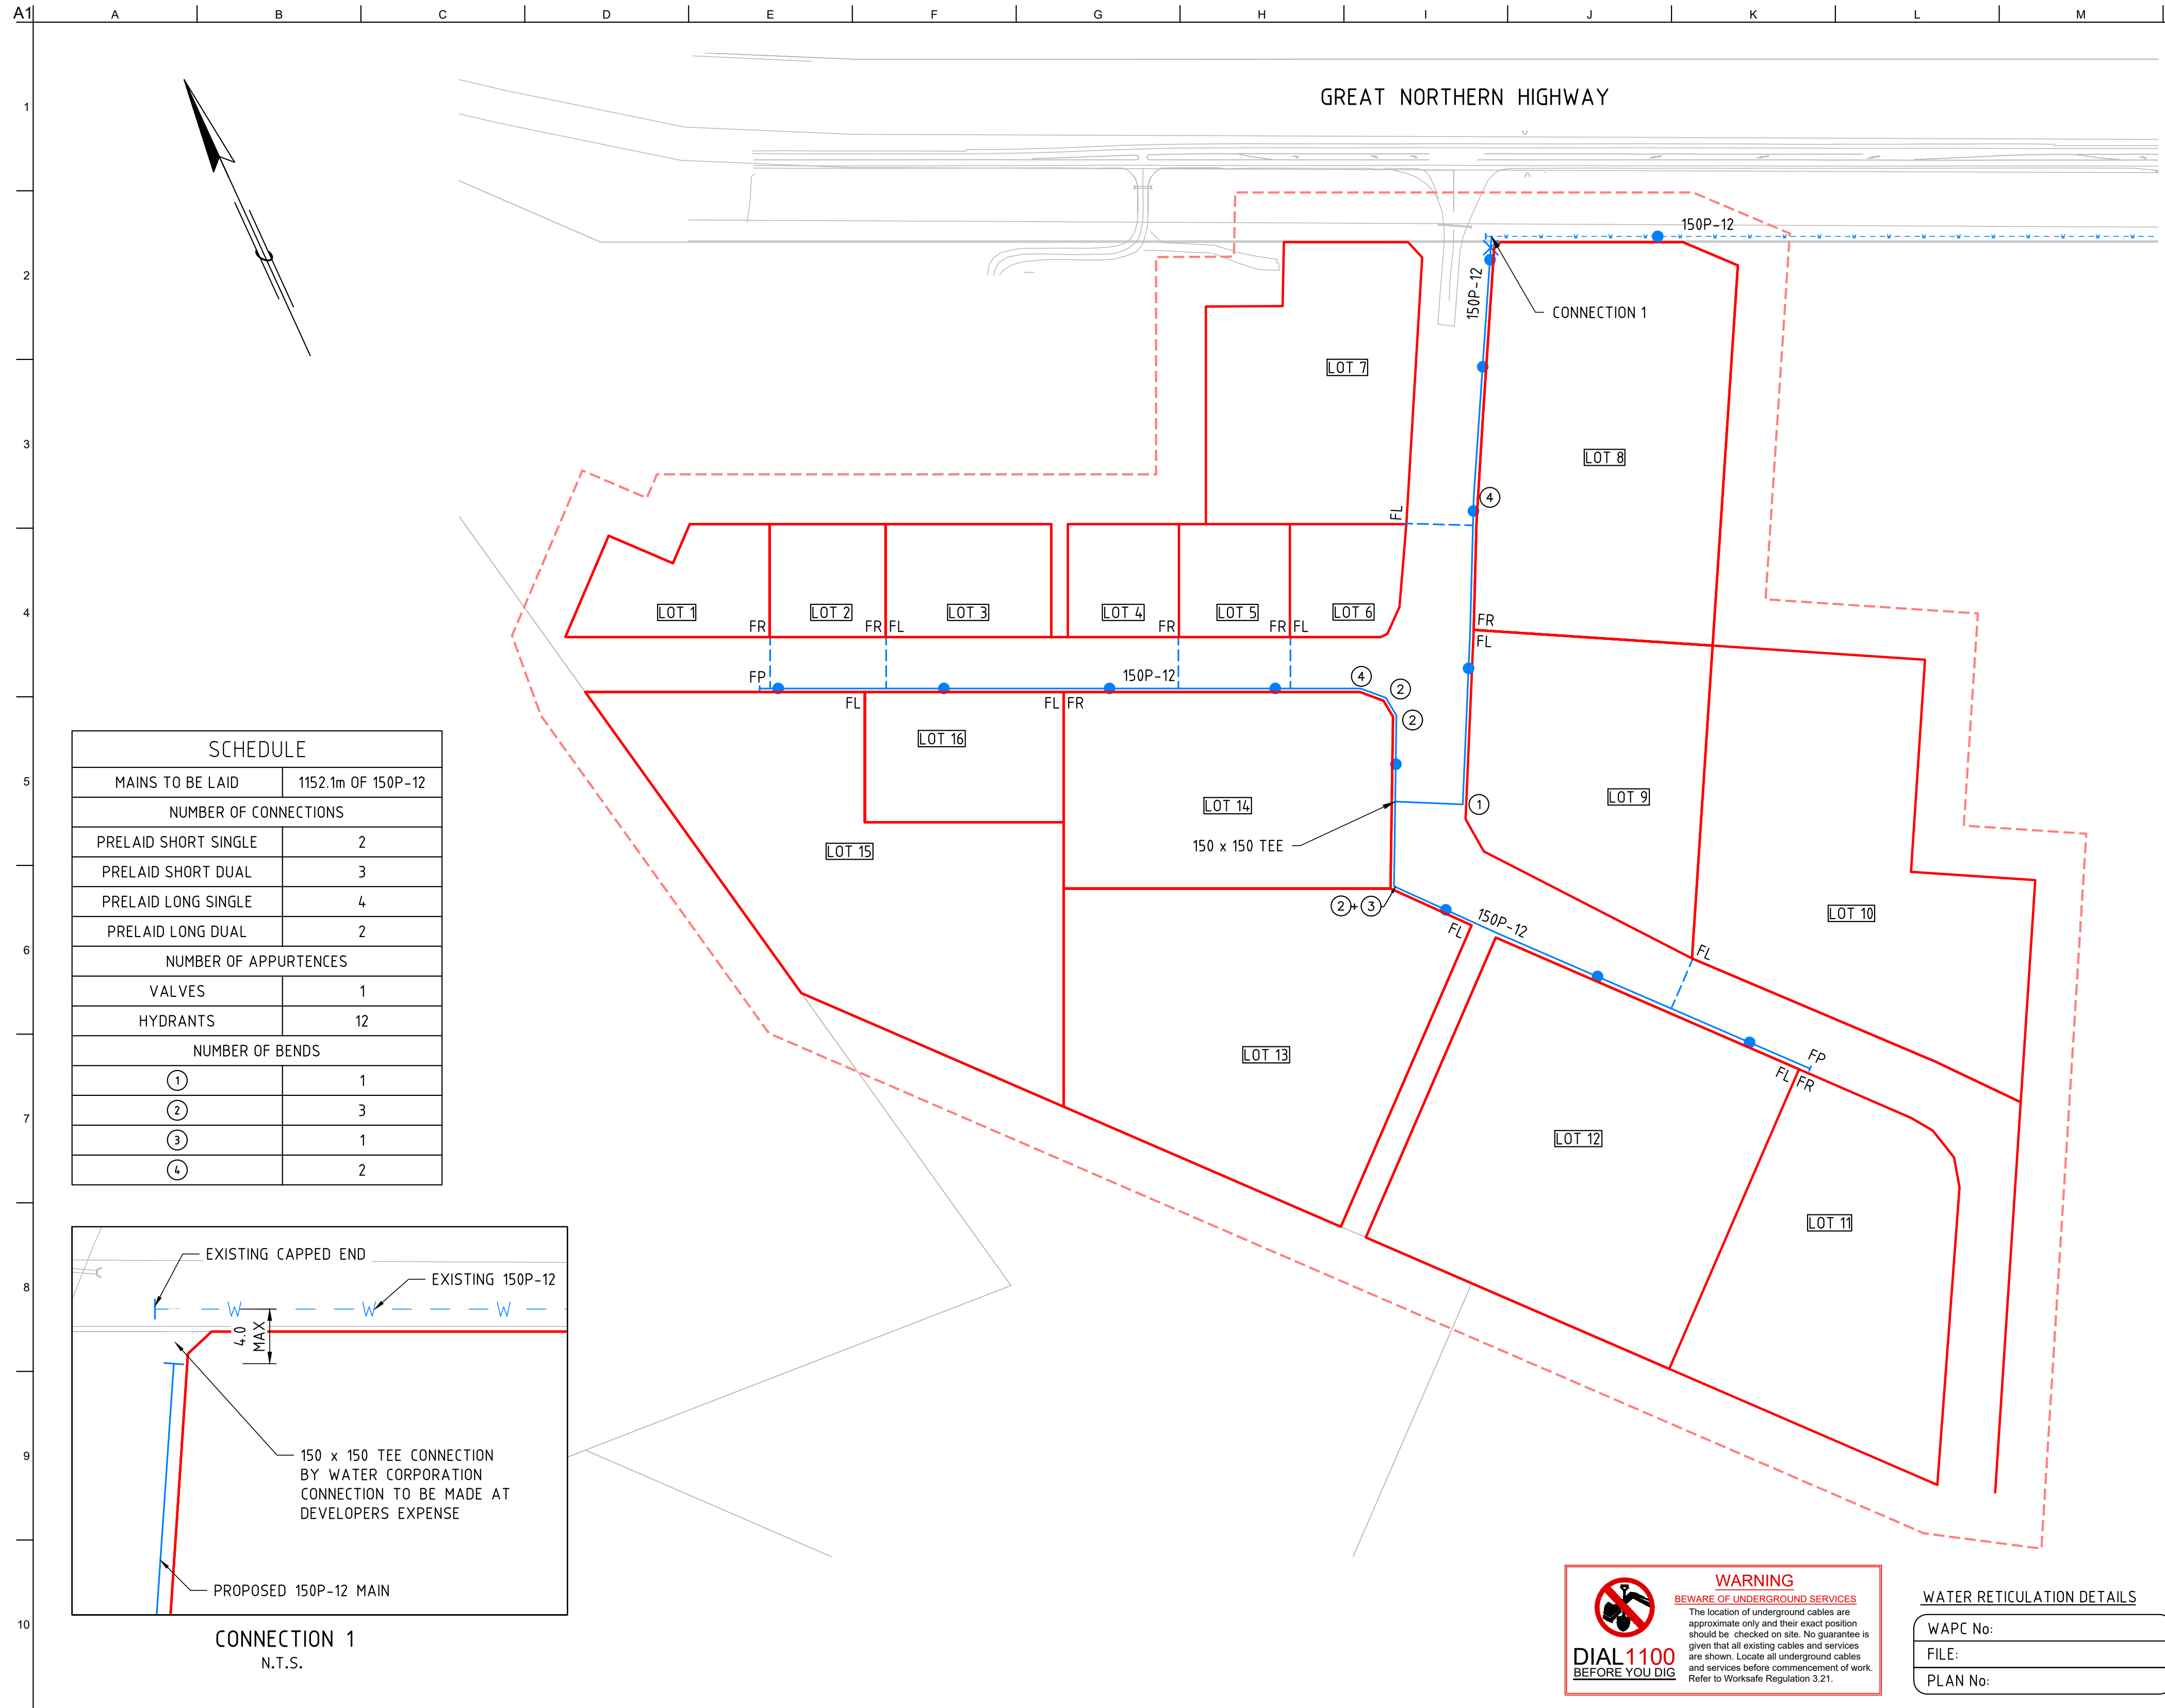 A1
A B C D E F G H I J K L M
1
2
3
4
5
6
7
8
9
10
GREAT NORTHERN HIGHWAY
150P-12
150P-12
CONNECTION 1
LOT 7
LOT 8
4
FL
LOT 1
LOT 2
LOT 3
LOT 4
LOT 5
LOT 6
FR
FR FL
FR
FR FL
FR
FL
FP
150P-12
4
2
2
FL
FL FR
LOT 16
LOT 14
LOT 9
1
150 x 150 TEE
LOT 15
2 + 3
150P-12
FL
LOT 10
FL
LOT 13
FP
FL FR
LOT 12
LOT 11
SCHEDULE
MAINS TO BE LAID 1152.1m OF 150P-12
NUMBER OF CONNECTIONS
PRELAID SHORT SINGLE 2
PRELAID SHORT DUAL 3
PRELAID LONG SINGLE 4
PRELAID LONG DUAL 2
NUMBER OF APPURTENCES
VALVES 1
HYDRANTS 12
NUMBER OF BENDS
1 1
2 3
3 1
4 2
EXISTING CAPPED END
EXISTING 150P-12
W W W
4.0
MAX
150 x 150 TEE CONNECTION
BY WATER CORPORATION
CONNECTION TO BE MADE AT
DEVELOPERS EXPENSE
PROPOSED 150P-12 MAIN
CONNECTION 1
N.T.S.
WARNING
BEWARE OF UNDERGROUND SERVICES
The location of underground cables are
approximate only and their exact position
should be checked on site. No guarantee is
given that all existing cables and services
are shown. Locate all underground cables
and services before commencement of work.
Refer to Worksafe Regulation 3.21.
DIAL1100
BEFORE YOU DIG
WATER RETICULATION DETAILS
WAPC No:
FILE:
PLAN No: